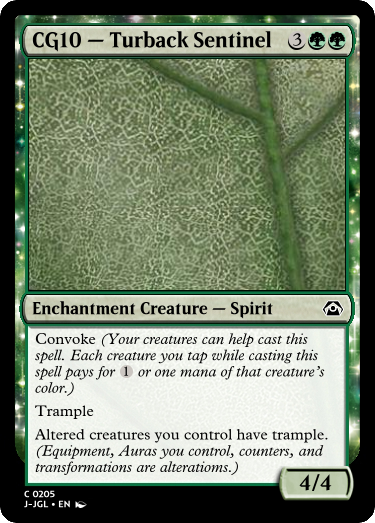 CG10 — Turback Sentinel 3
Enchantment Creature — Spirit
Convoke (Your creatures can help cast this
spell. Each creature you tap while casting this
spell pays for 1 or one mana of that creature's
color.)
Trample
Altered creatures you control have trample.
(Equipment, Auras you control, counters, and
transformations are alterations.)
4/4
C 0205
J-JGL • EN